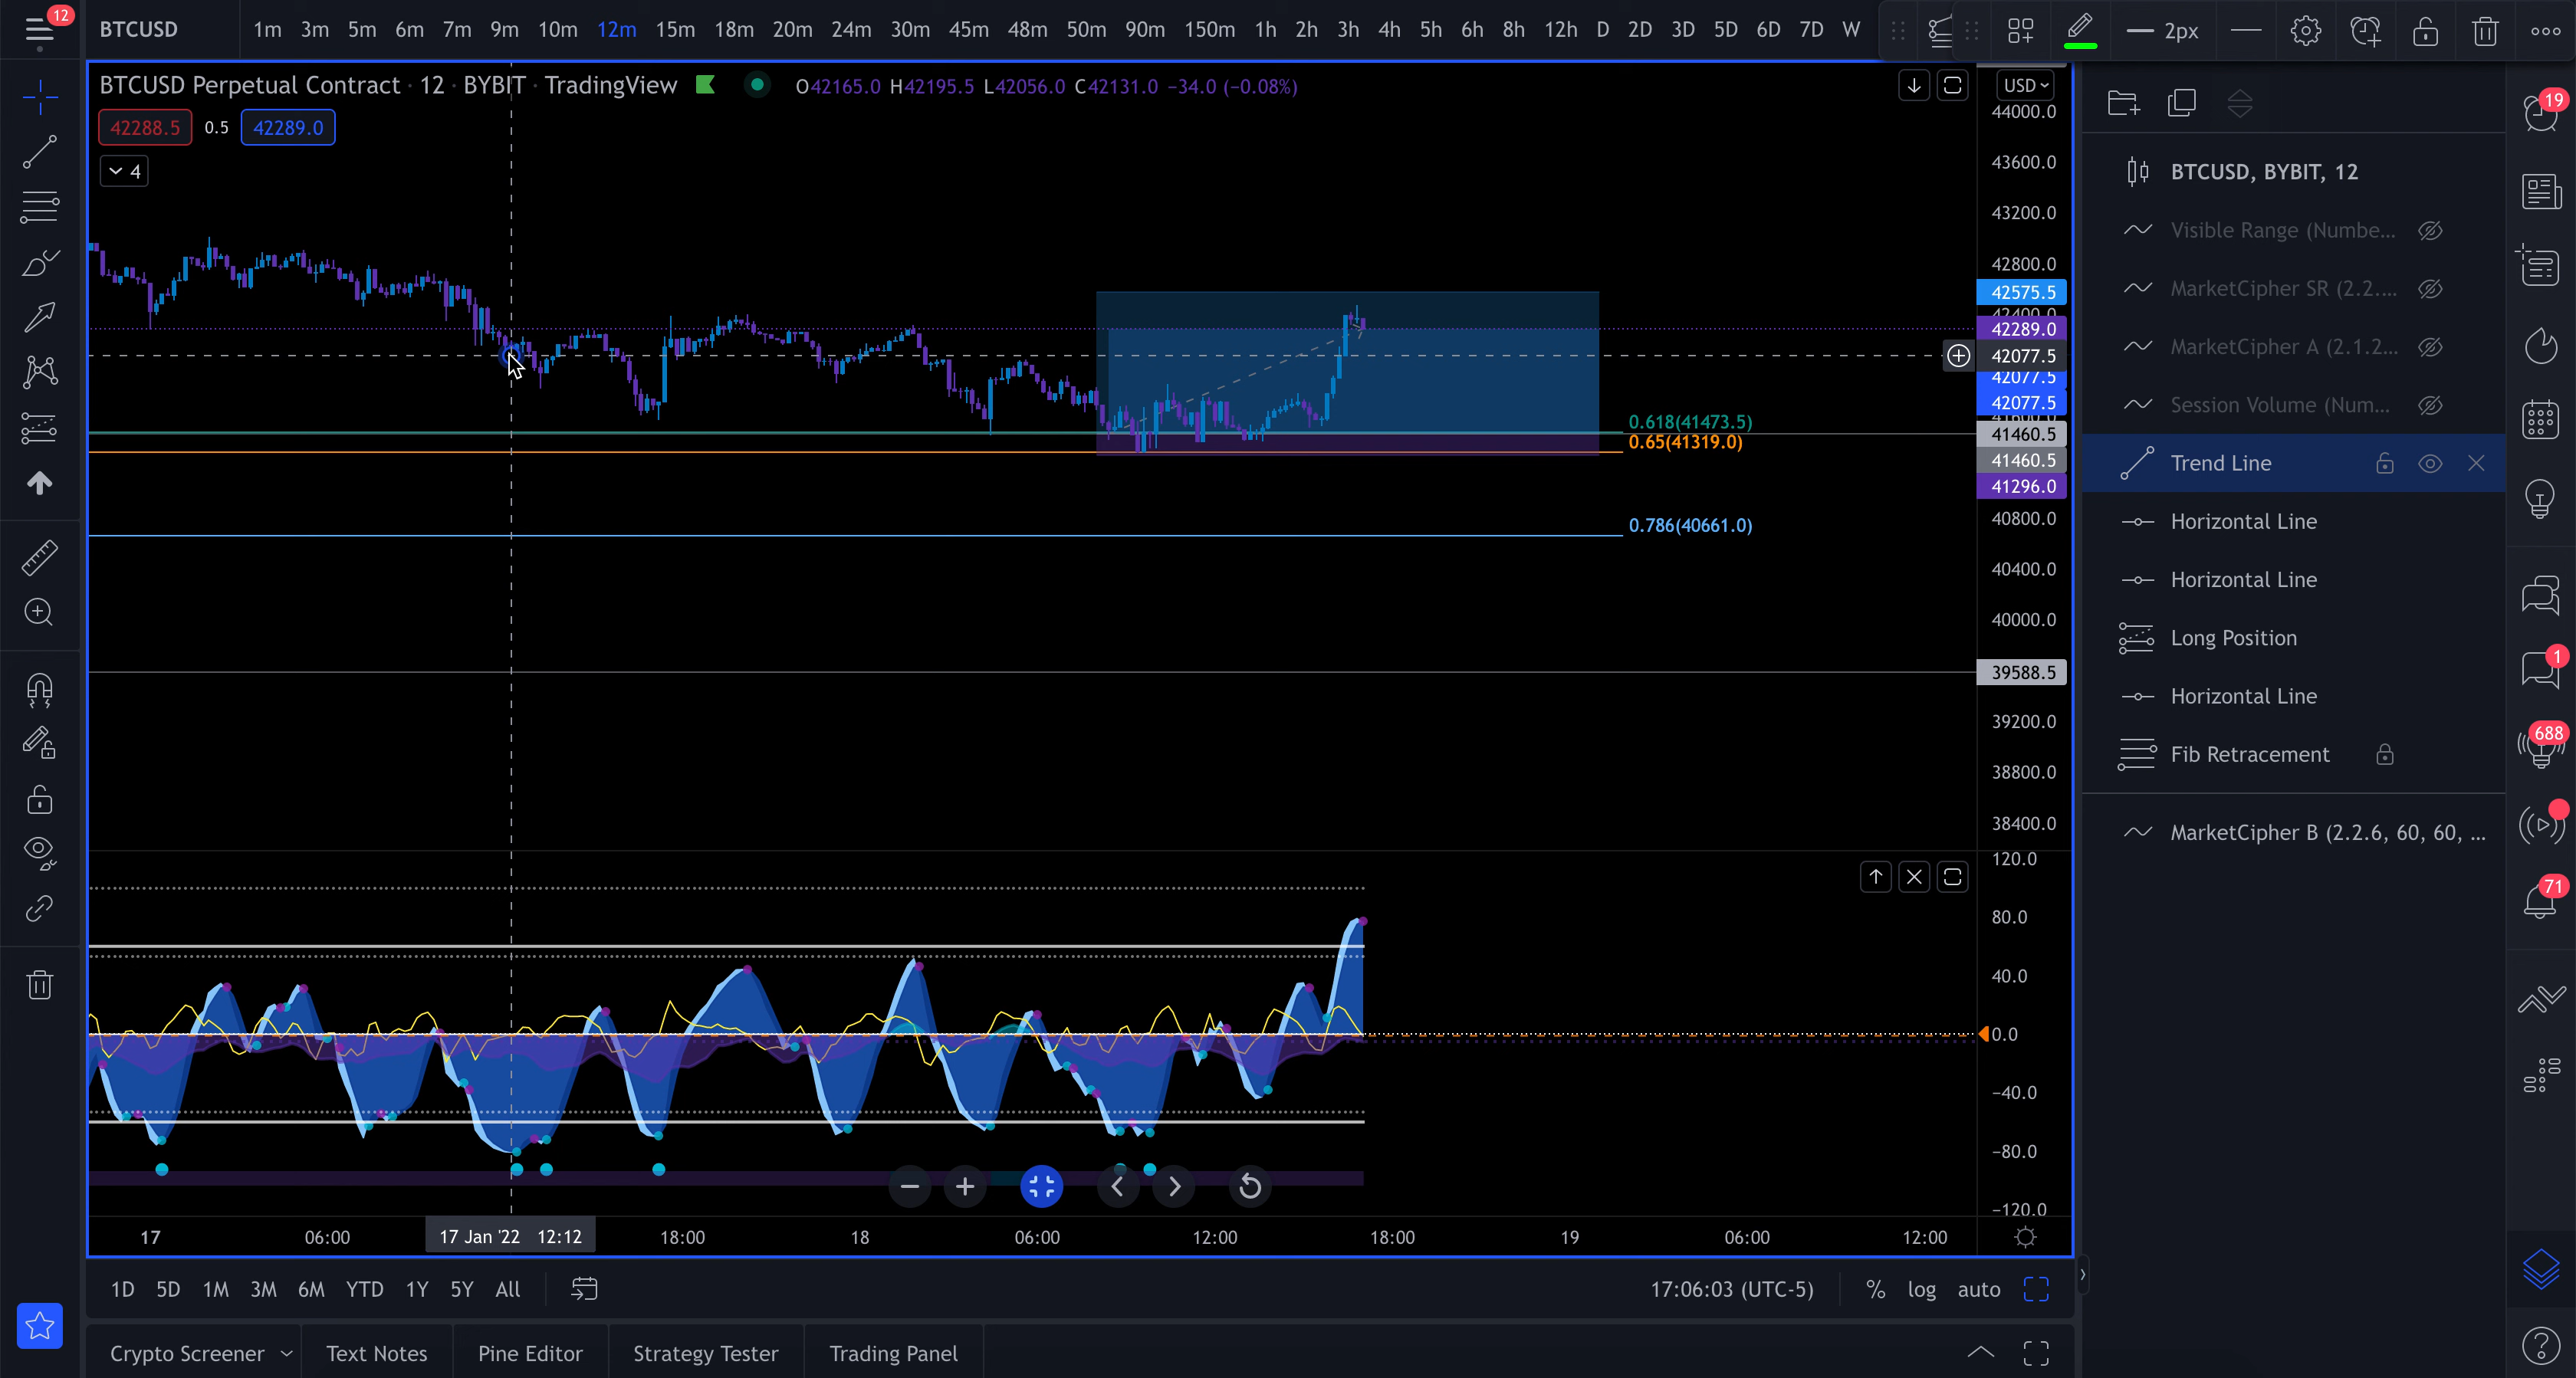 12
BTCUSD
1m 3m 5m 6m 7m 9m 10m 12m 15m 18m 20m 24m 30m 45m 48m 50m 90m 150m 1h 2h 3h 4h 5h 6h 8h 12h D 2D 3D 5D 6D 7D W
2px
BTCUSD Perpetual Contract · 12 · BYBIT · TradingView
O42165.0 H42195.5 L42056.0 C42131.0 −34.0 (−0.08%)
USD
42288.5 0.5 42289.0
4
44000.0
43600.0
43200.0
42800.0
42575.5
42400.0
42289.0
42077.5
42077.5
42077.5
41460.5
41460.5
41296.0
40800.0
40400.0
40000.0
39588.5
39200.0
38800.0
38400.0
0.618(41473.5)
0.65(41319.0)
0.786(40661.0)
120.0
80.0
40.0
0.0
−40.0
−80.0
−120.0
17 06:00 17 Jan '22 12:12 18:00 18 06:00 12:00 18:00 19 06:00 12:00
1D 5D 1M 3M 6M YTD 1Y 5Y All
17:06:03 (UTC-5) % log auto
Crypto Screener Text Notes Pine Editor Strategy Tester Trading Panel
BTCUSD, BYBIT, 12
Visible Range (Numbe...
MarketCipher SR (2.2....
MarketCipher A (2.1.2...
Session Volume (Num...
Trend Line
Horizontal Line
Horizontal Line
Long Position
Horizontal Line
Fib Retracement
MarketCipher B (2.2.6, 60, 60, ...
19
1
688
71